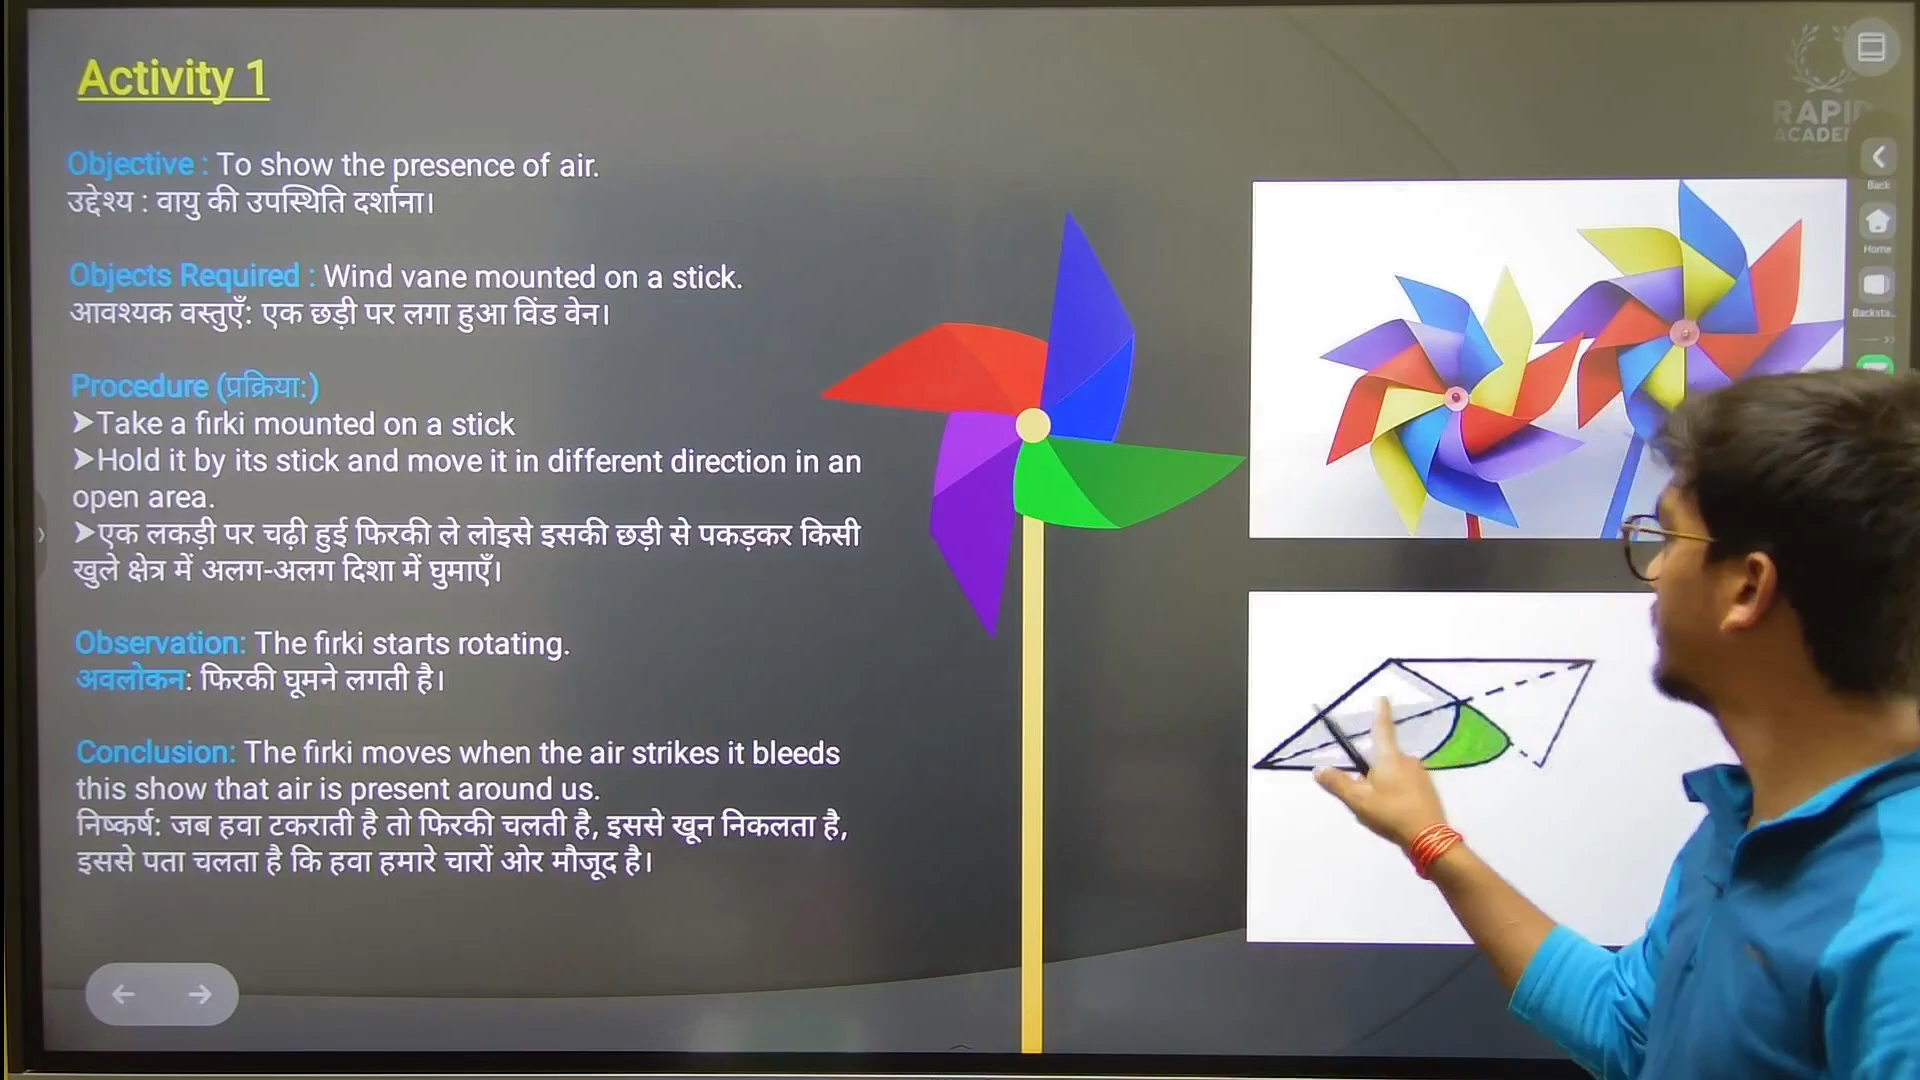 Activity 1
RAPID
ACADEM
Objective : To show the presence of air.
उद्देश्य : वायु की उपस्थिति दर्शाना।
Objects Required : Wind vane mounted on a stick.
आवश्यक वस्तुएँ: एक छड़ी पर लगा हुआ विंड वेन।
Procedure (प्रक्रिया:)
➤Take a firki mounted on a stick
➤Hold it by its stick and move it in different direction in an
open area.
➤एक लकड़ी पर चढ़ी हुई फिरकी ले लोइसे इसकी छड़ी से पकड़कर किसी
खुले क्षेत्र में अलग-अलग दिशा में घुमाएँ।
Observation: The firki starts rotating.
अवलोकन: फिरकी घूमने लगती है।
Conclusion: The firki moves when the air strikes it bleeds
this show that air is present around us.
निष्कर्ष: जब हवा टकराती है तो फिरकी चलती है, इससे खून निकलता है,
इससे पता चलता है कि हवा हमारे चारों ओर मौजूद है।
Back
Home
Backsta...